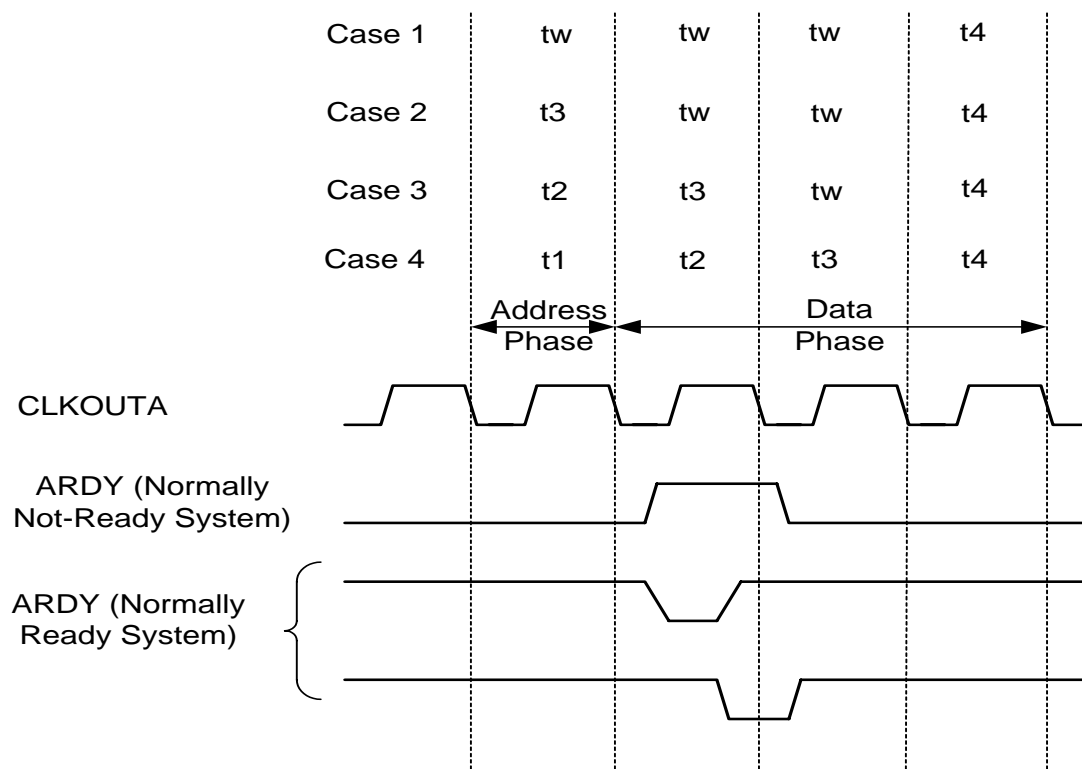 Case 1 tw tw tw t4
Case 2 t3 tw tw t4
Case 3 t2 t3 tw t4
Case 4 t1 t2 t3 t4
Address
Phase
Data
Phase
CLKOUTA
ARDY (Normally
Not-Ready System)
ARDY (Normally
Ready System)